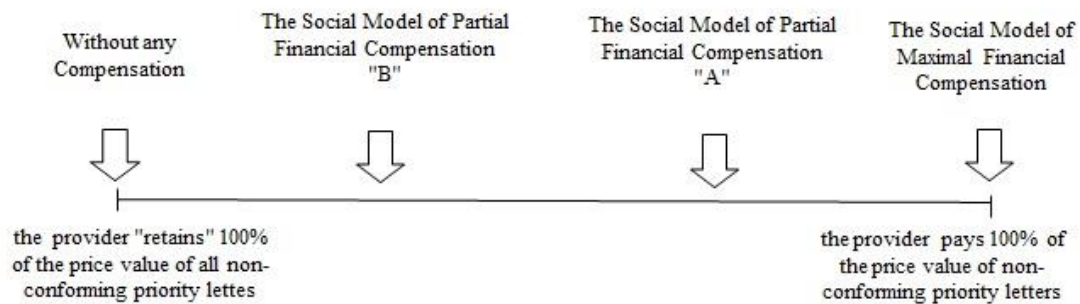 Without any
Compensation
The Social Model of Partial
Financial Compensation
"B"
The Social Model of Partial
Financial Compensation
"A"
The Social Model of
Maximal Financial
Compensation
the provider "retains" 100%
of the price value of all non-
conforming priority lettes
the provider pays 100% of
the price value of non-
conforming priority letters